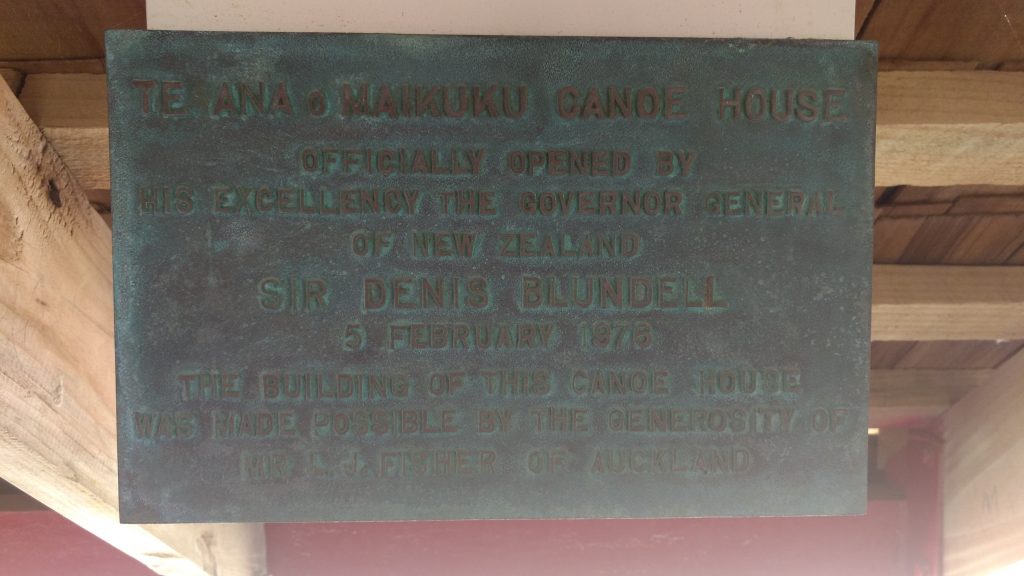 TE ANA o MAIKUKU CANOE HOUSE
OFFICIALLY OPENED BY
HIS EXCELLENCY THE GOVERNOR GENERAL
OF NEW ZEALAND
SIR DENIS BLUNDELL
5 FEBRUARY 1976
THE BUILDING OF THIS CANOE HOUSE
WAS MADE POSSIBLE BY THE GENEROSITY OF
MR L.J. FISHER OF AUCKLAND